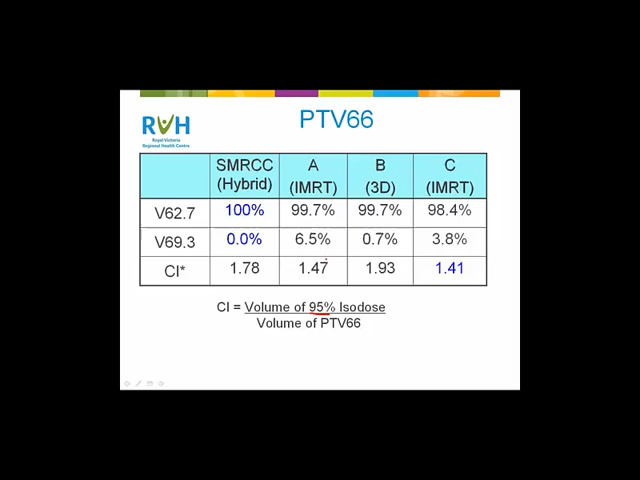 PTV66
RVH
Royal Victoria
Regional Health Centre
SMRCC (Hybrid) A (IMRT) B (3D) C (IMRT)
V62.7 100% 99.7% 99.7% 98.4%
V69.3 0.0% 6.5% 0.7% 3.8%
CI* 1.78 1.47 1.93 1.41
CI = Volume of 95% Isodose
Volume of PTV66